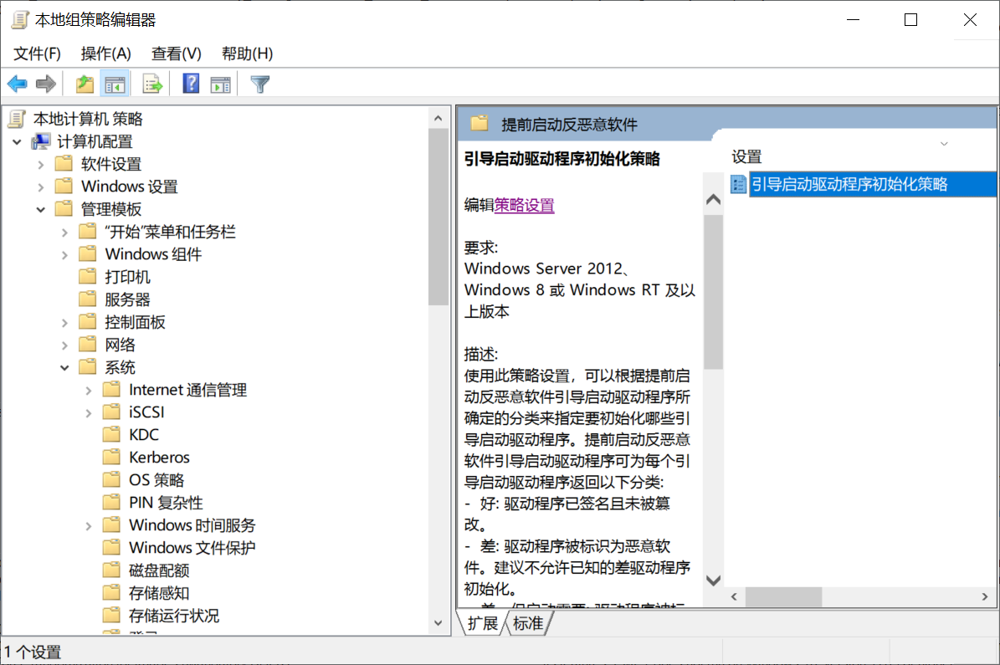 本地组策略编辑器
文件(F) 操作(A) 查看(V) 帮助(H)
本地计算机 策略
计算机配置
软件设置
Windows 设置
管理模板
“开始”菜单和任务栏
Windows 组件
打印机
服务器
控制面板
网络
系统
Internet 通信管理
iSCSI
KDC
Kerberos
OS 策略
PIN 复杂性
Windows 时间服务
Windows 文件保护
磁盘配额
存储感知
存储运行状况
提前启动反恶意软件
引导启动驱动程序初始化策略
编辑策略设置
要求:
Windows Server 2012、
Windows 8 或 Windows RT 及以
上版本
描述:
使用此策略设置，可以根据提前启
动反恶意软件引导启动驱动程序所
确定的分类来指定要初始化哪些引
导启动驱动程序。提前启动反恶意
软件引导启动驱动程序可为每个引
导启动驱动程序返回以下分类:
- 好: 驱动程序已签名且未被篡
改。
- 差: 驱动程序被标识为恶意软
件。建议不允许已知的差驱动程序
初始化。
设置
引导启动驱动程序初始化策略
扩展 标准
1 个设置